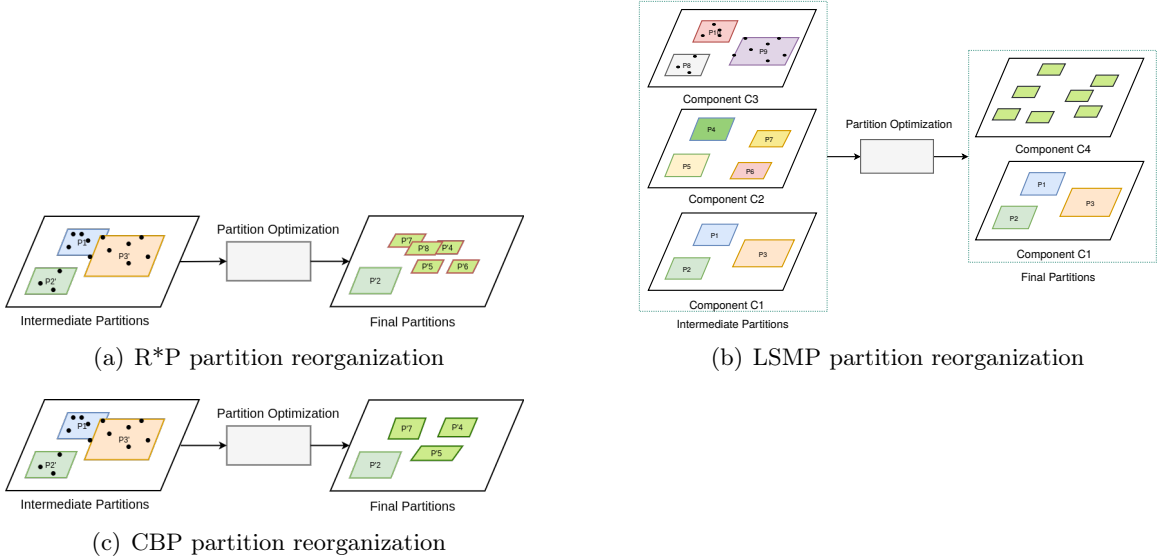 P1'
P3'
P2'
Intermediate Partitions
Partition Optimization
P'7
P'4
P'8
P'5
P'6
P'2
Final Partitions
(a) R*P partition reorganization
P9
P8
Component C3
P4
P7
P5
P6
Component C2
P1
P3
P2
Component C1
Intermediate Partitions
Partition Optimization
Component C4
P1
P3
P2
Component C1
Final Partitions
(b) LSMP partition reorganization
P3'
P2'
Intermediate Partitions
Partition Optimization
P'7
P'4
P'5
P'2
Final Partitions
(c) CBP partition reorganization